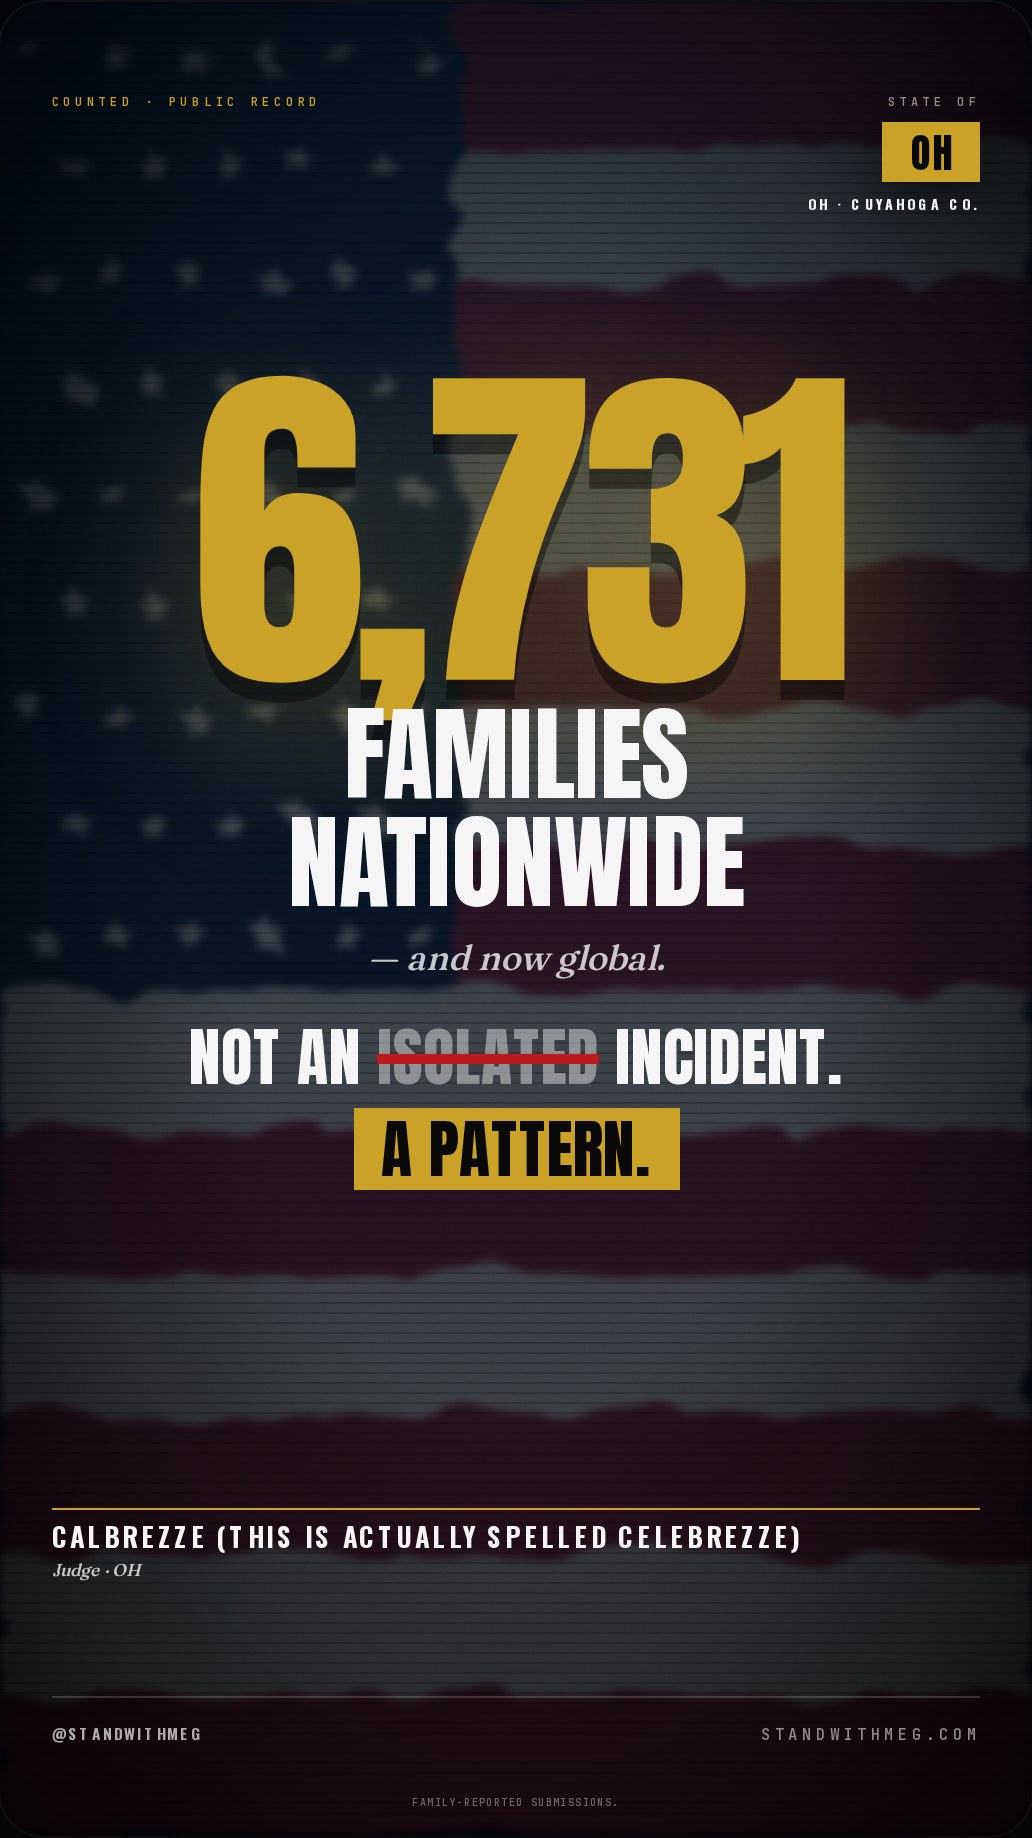 COUNTED · PUBLIC RECORD
STATE OF
OH
OH · CUYAHOGA CO.
6,731
FAMILIES
NATIONWIDE
— and now global.
NOT AN ISOLATED INCIDENT.
A PATTERN.
CALBREZZE (THIS IS ACTUALLY SPELLED CELEBREZZE)
Judge · OH
@STANDWITHMEG
STANDWITHMEG.COM
FAMILY-REPORTED SUBMISSIONS.